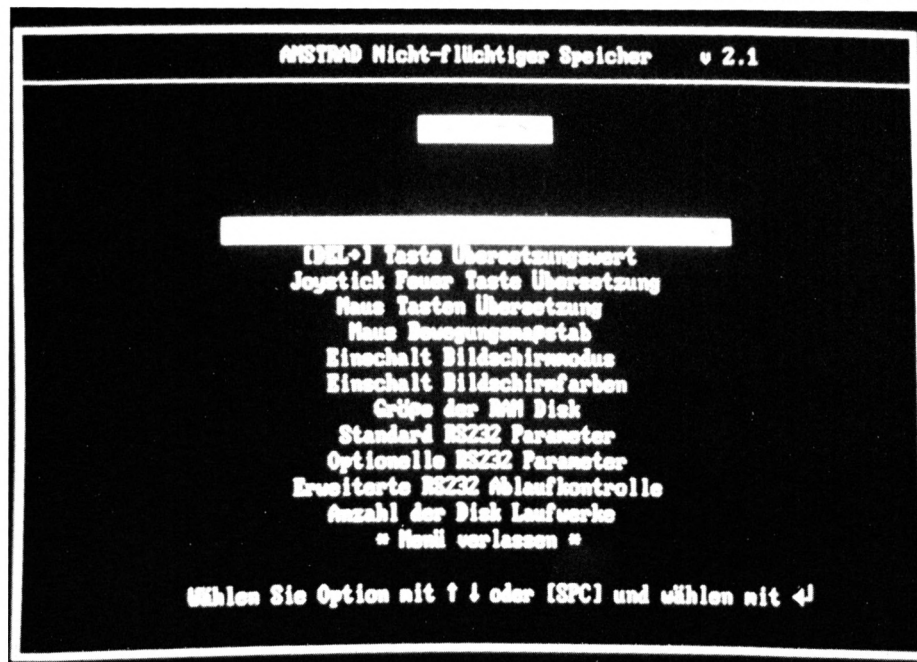 AMSTRAD Nicht-flüchtiger Speicher v 2.1
[DEL→] Taste Übersetzungswert
Joystick Feuer Taste Übersetzung
Maus Tasten Übersetzung
Maus Bewegungsmaßstab
Einschalt Bildschirmmodus
Einschalt Bildschirmfarben
Größe der RAM Disk
Standard RS232 Parameter
Optionelle RS232 Parameter
Erweiterte RS232 Ablaufkontrolle
Anzahl der Disk Laufwerke
* Menü verlassen *
Wählen Sie Option mit ↑ ↓ oder [SPC] und wählen mit ↵